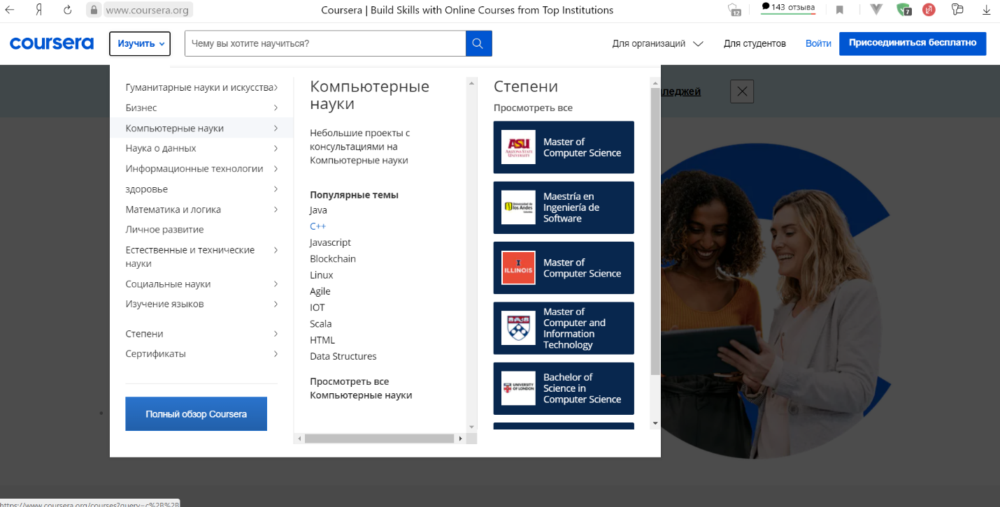 www.coursera.org
Coursera | Build Skills with Online Courses from Top Institutions
12
143 отзыва
7
coursera
Изучить
Чему вы хотите научиться?
Для организаций
Для студентов
Войти
Присоединиться бесплатно
леджей
Гуманитарные науки и искусства
Бизнес
Компьютерные науки
Наука о данных
Информационные технологии
здоровье
Математика и логика
Личное развитие
Естественные и технические
науки
Социальные науки
Изучение языков
Степени
Сертификаты
Полный обзор Coursera
Компьютерные
науки
Небольшие проекты с
консультациями на
Компьютерные науки
Популярные темы
Java
C++
Javascript
Blockchain
Linux
Agile
IOT
Scala
HTML
Data Structures
Просмотреть все
Компьютерные науки
Степени
Просмотреть все
ASU
ARIZONA STATE
UNIVERSITY
Master of
Computer Science
Universidad de
los Andes
Colombia
Maestría en
Ingeniería de
Software
I
ILLINOIS
Master of
Computer Science
Master of
Computer and
Information
Technology
UNIVERSITY
OF LONDON
Bachelor of
Science in
Computer Science
https://www.coursera.org/courses?query=c%2B%2B